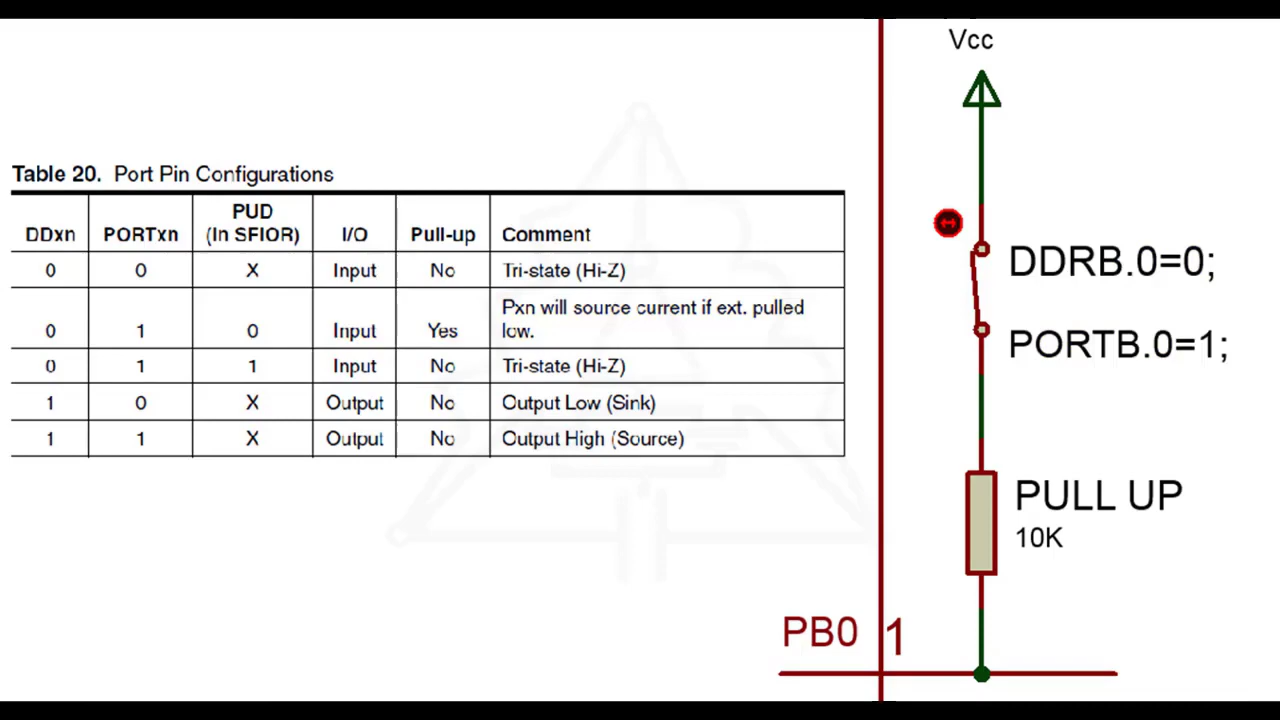 Vcc
Table 20. Port Pin Configurations
DDxn PORTxn PUD (In SFIOR) I/O Pull-up Comment
0 0 X Input No Tri-state (Hi-Z)
0 1 0 Input Yes Pxn will source current if ext. pulled low.
0 1 1 Input No Tri-state (Hi-Z)
1 0 X Output No Output Low (Sink)
1 1 X Output No Output High (Source)
DDRB.0=0;
PORTB.0=1;
PULL UP
10K
PB0 1